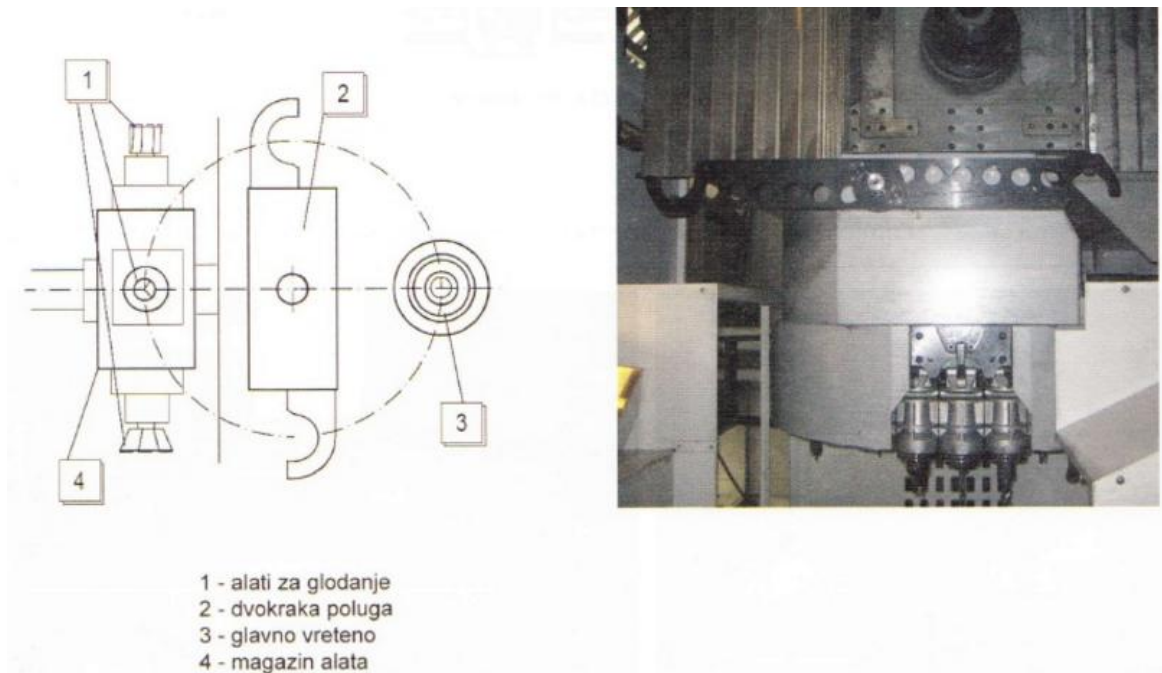 1
2
3
4
1 - alati za glodanje
2 - dvokraka poluga
3 - glavno vreteno
4 - magazin alata